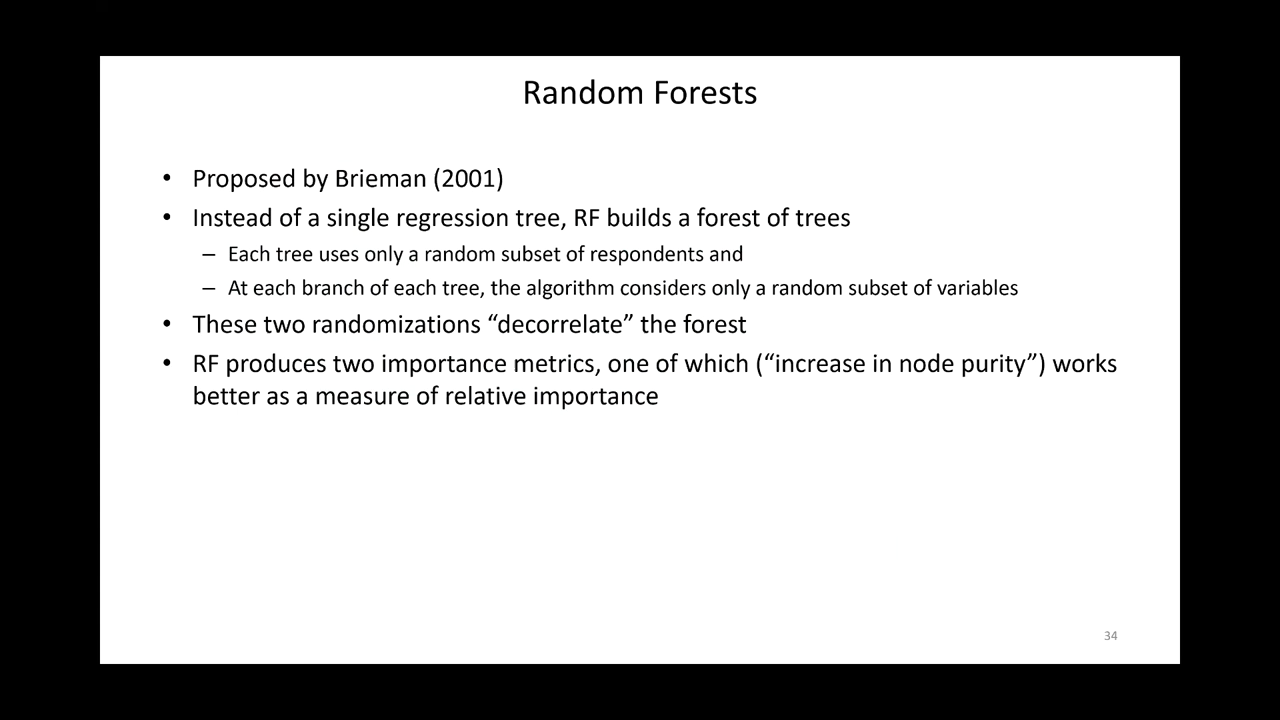 Random Forests
• Proposed by Brieman (2001)
• Instead of a single regression tree, RF builds a forest of trees
– Each tree uses only a random subset of respondents and
– At each branch of each tree, the algorithm considers only a random subset of variables
• These two randomizations “decorrelate” the forest
• RF produces two importance metrics, one of which (“increase in node purity”) works
better as a measure of relative importance
34